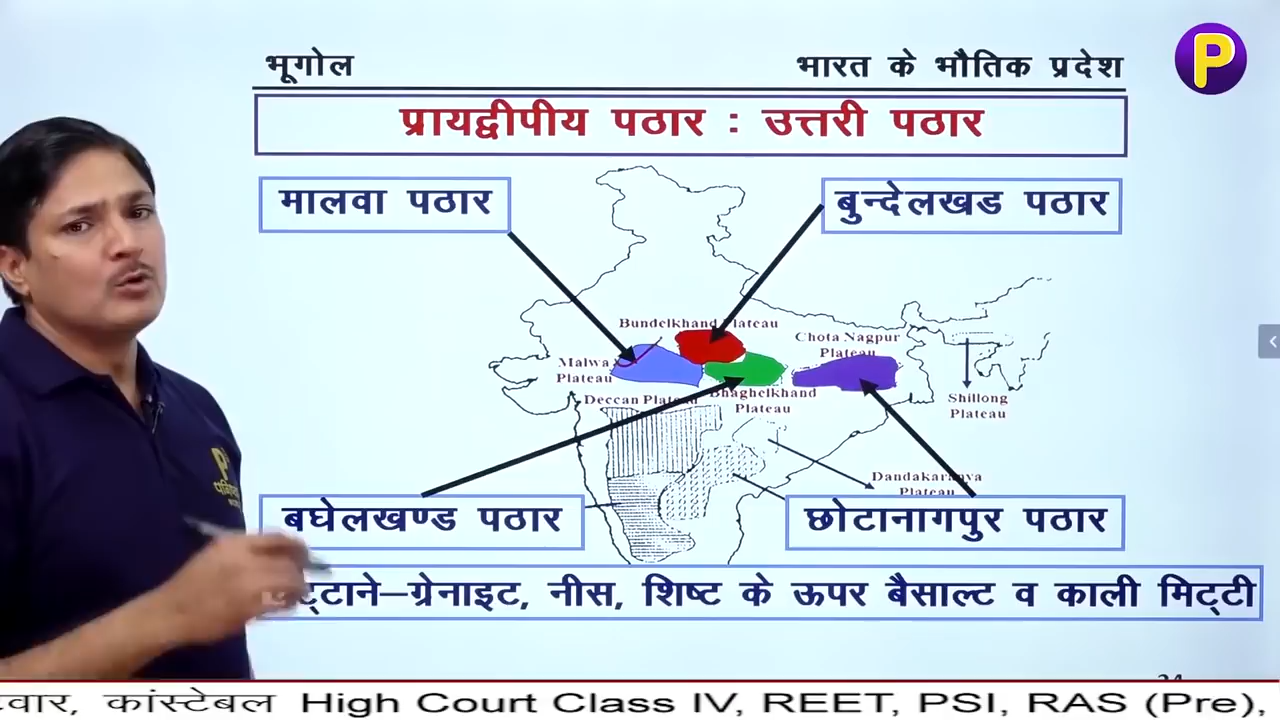 भूगोल
भारत के भौतिक प्रदेश
P
प्रायद्वीपीय पठार : उत्तरी पठार
मालवा पठार
बुन्देलखड पठार
Bundelkhand Plateau
Chota Nagpur
Plateau
Malwa
Plateau
Bhaghelkhand
Plateau
Deccan Plateau
Shillong
Plateau
Dandakaranya
Plateau
बघेलखण्ड पठार
छोटानागपुर पठार
ग्रेनाइट, नीस, शिष्ट के ऊपर बैसाल्ट व काली मिट्टी
कांस्टेबल High Court Class IV, REET, PSI, RAS (Pre),